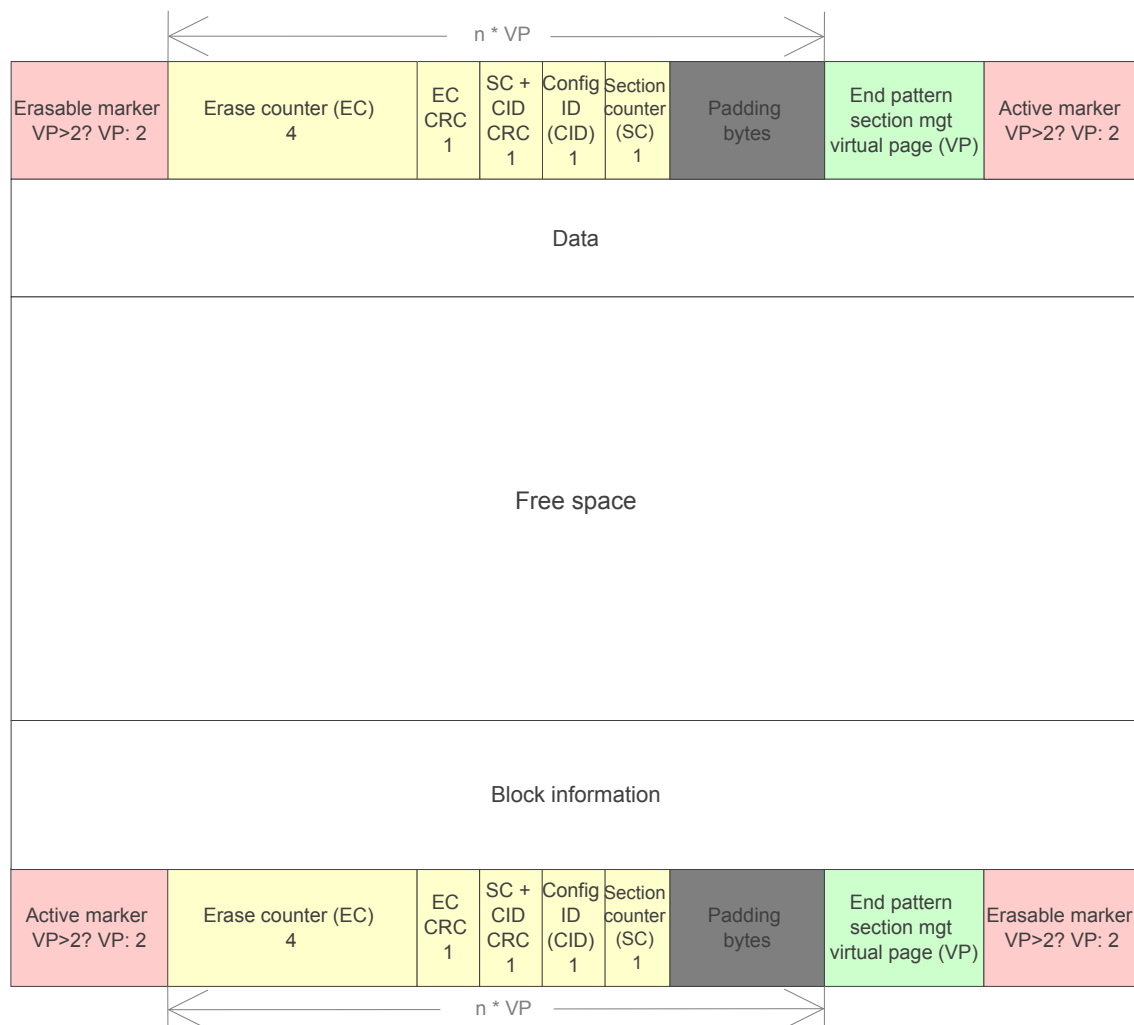 n * VP
Erasable marker
VP>2? VP: 2
Erase counter (EC)
4
EC
CRC
1
SC +
CID
CRC
1
Config
ID
(CID)
1
Section
counter
(SC)
1
Padding
bytes
End pattern
section mgt
virtual page (VP)
Active marker
VP>2? VP: 2
Data
Free space
Block information
Active marker
VP>2? VP: 2
Erase counter (EC)
4
EC
CRC
1
SC +
CID
CRC
1
Config
ID
(CID)
1
Section
counter
(SC)
1
Padding
bytes
End pattern
section mgt
virtual page (VP)
Erasable marker
VP>2? VP: 2
n * VP